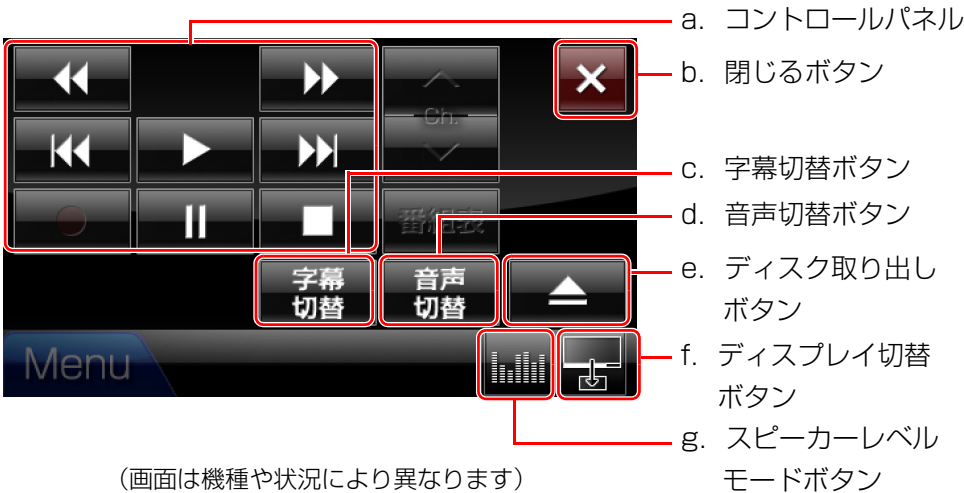 a. コントロールパネル
b. 閉じるボタン
Ch.
c. 字幕切替ボタン
d. 音声切替ボタン
番組表
字幕
切替
音声
切替
e. ディスク取り出し
ボタン
Menu
f. ディスプレイ切替
ボタン
g. スピーカーレベル
モードボタン
(画面は機種や状況により異なります)